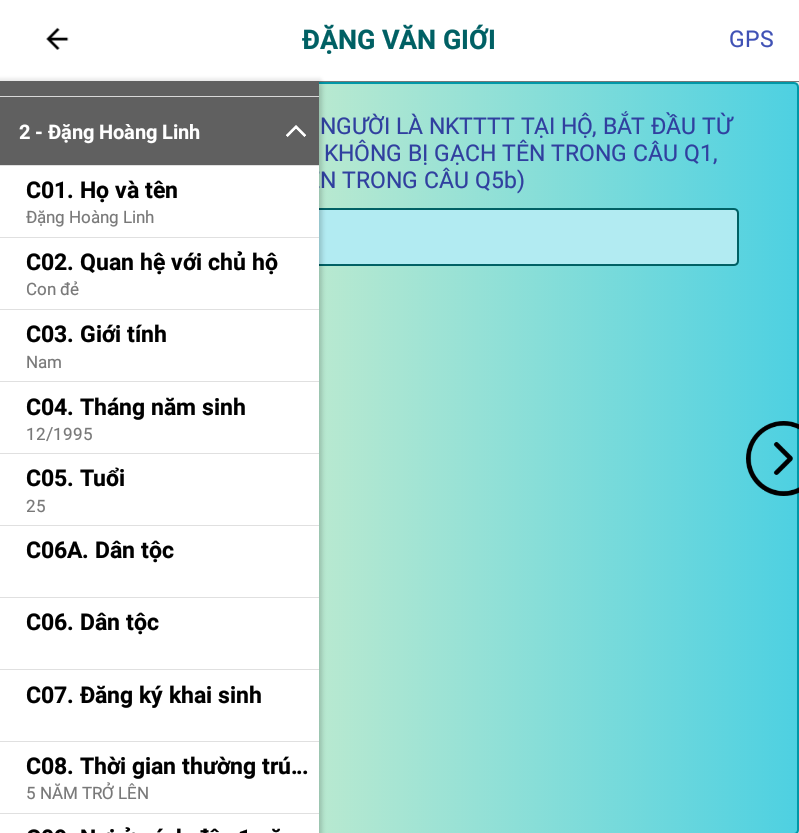 ĐẶNG VĂN GIỚI
GPS
NGƯỜI LÀ NKTTTT TẠI HỘ, BẮT ĐẦU TỪ
KHÔNG BỊ GẠCH TÊN TRONG CÂU Q1,
N TRONG CÂU Q5b)
2 - Đặng Hoàng Linh
C01. Họ và tên
Đặng Hoàng Linh
C02. Quan hệ với chủ hộ
Con đẻ
C03. Giới tính
Nam
C04. Tháng năm sinh
12/1995
C05. Tuổi
25
C06A. Dân tộc
C06. Dân tộc
C07. Đăng ký khai sinh
C08. Thời gian thường trú...
5 NĂM TRỞ LÊN